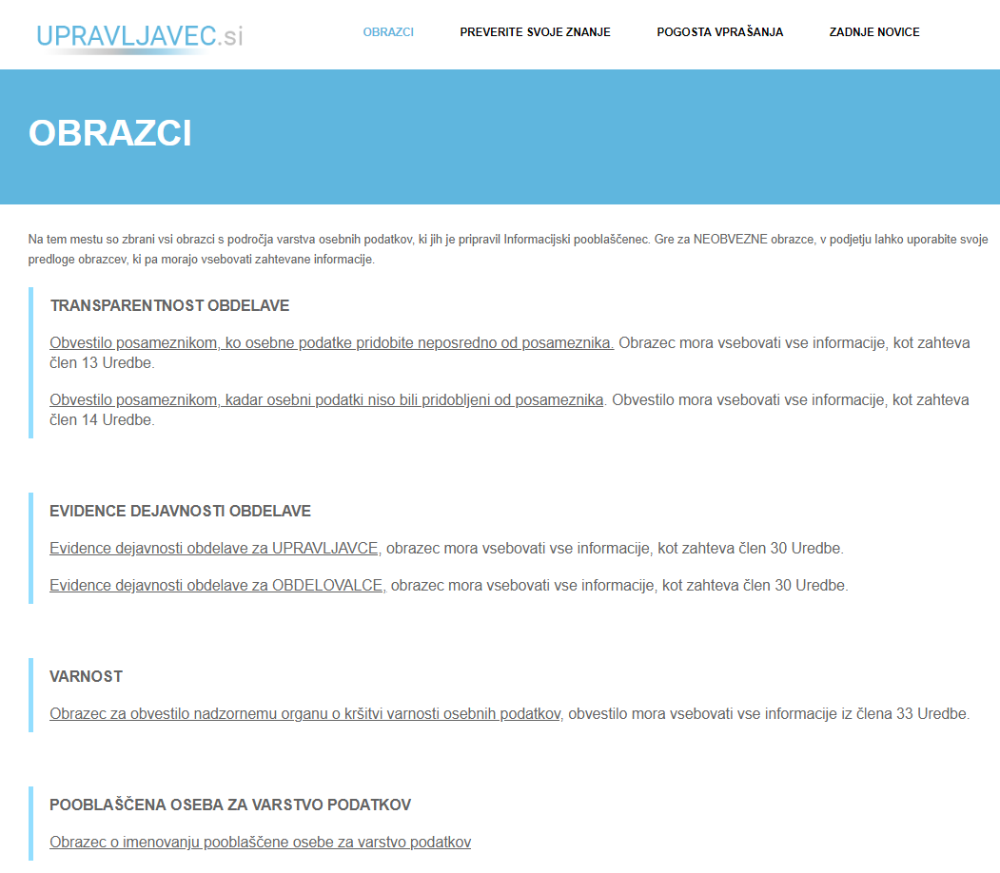 UPRAVLJAVEC.si
OBRAZCI
PREVERITE SVOJE ZNANJE
POGOSTA VPRAŠANJA
ZADNJE NOVICE
OBRAZCI
Na tem mestu so zbrani vsi obrazci s področja varstva osebnih podatkov, ki jih je pripravil Informacijski pooblaščenec. Gre za NEOBVEZNE obrazce, v podjetju lahko uporabite svoje
predloge obrazcev, ki pa morajo vsebovati zahtevane informacije.
TRANSPARENTNOST OBDELAVE
Obvestilo posameznikom, ko osebne podatke pridobite neposredno od posameznika. Obrazec mora vsebovati vse informacije, kot zahteva
člen 13 Uredbe.
Obvestilo posameznikom, kadar osebni podatki niso bili pridobljeni od posameznika. Obvestilo mora vsebovati vse informacije, kot zahteva
člen 14 Uredbe.
EVIDENCE DEJAVNOSTI OBDELAVE
Evidence dejavnosti obdelave za UPRAVLJAVCE, obrazec mora vsebovati vse informacije, kot zahteva člen 30 Uredbe.
Evidence dejavnosti obdelave za OBDELOVALCE, obrazec mora vsebovati vse informacije, kot zahteva člen 30 Uredbe.
VARNOST
Obrazec za obvestilo nadzornemu organu o kršitvi varnosti osebnih podatkov, obvestilo mora vsebovati vse informacije iz člena 33 Uredbe.
POOBLAŠČENA OSEBA ZA VARSTVO PODATKOV
Obrazec o imenovanju pooblaščene osebe za varstvo podatkov